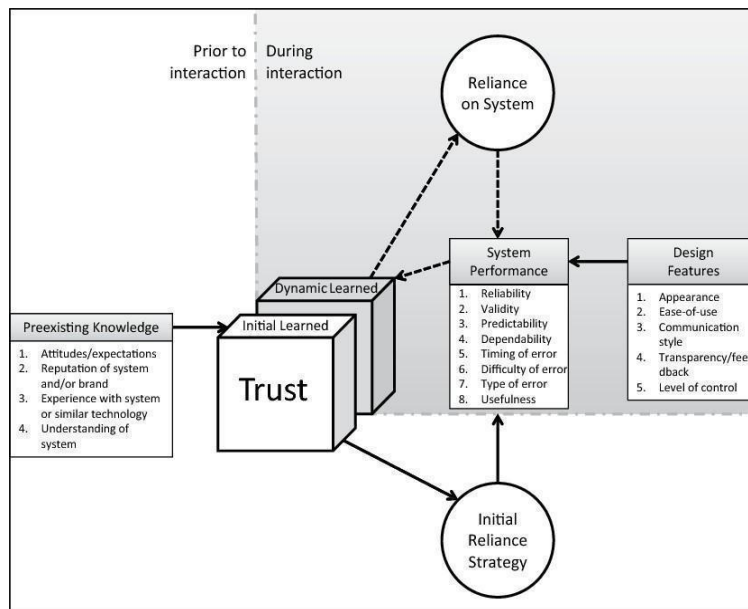 Prior to
interaction
During
interaction
Reliance
on System
System
Performance
1. Reliability
2. Validity
3. Predictability
4. Dependability
5. Timing of error
6. Difficulty of error
7. Type of error
8. Usefulness
Design
Features
1. Appearance
2. Ease-of-use
3. Communication
style
4. Transparency/fee
dback
5. Level of control
Dynamic Learned
Initial Learned
Trust
Preexisting Knowledge
1. Attitudes/expectations
2. Reputation of system
and/or brand
3. Experience with system
or similar technology
4. Understanding of
system
Initial
Reliance
Strategy